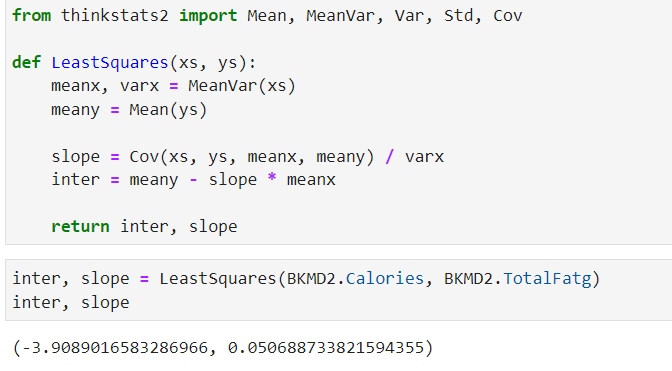 from thinkstats2 import Mean, MeanVar, Var, Std, Cov
def LeastSquares(xs, ys):
    meanx, varx = MeanVar(xs)
    meany = Mean(ys)
    slope = Cov(xs, ys, meanx, meany) / varx
    inter = meany - slope * meanx
    return inter, slope
inter, slope = LeastSquares(BKMD2.Calories, BKMD2.TotalFatg)
inter, slope
(-3.9089016583286966, 0.050688733821594355)